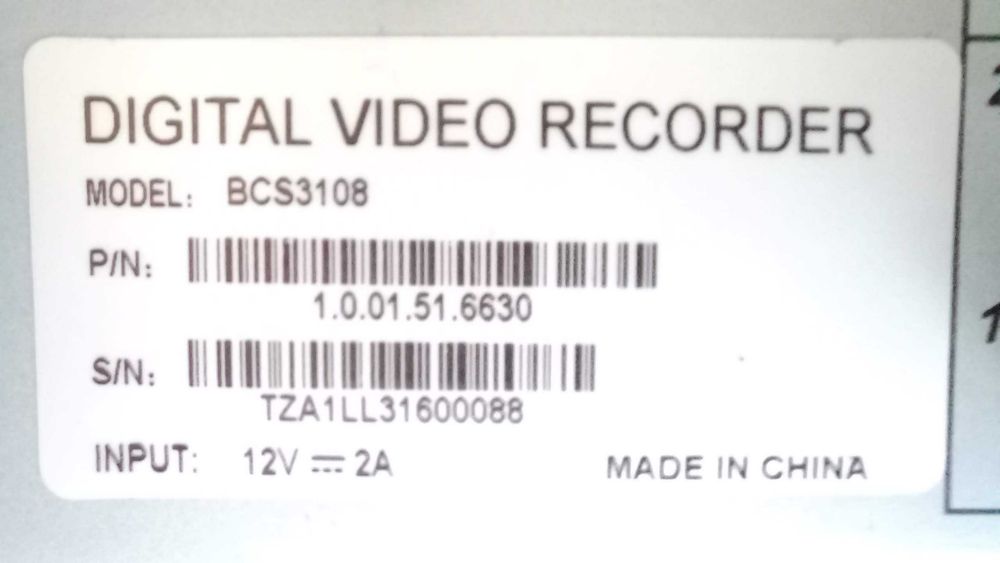 DIGITAL VIDEO RECORDER
MODEL: BCS3108
P/N:
1.0.01.51.6630
S/N:
TZA1LL31600088
INPUT: 12V ⎓ 2A MADE IN CHINA